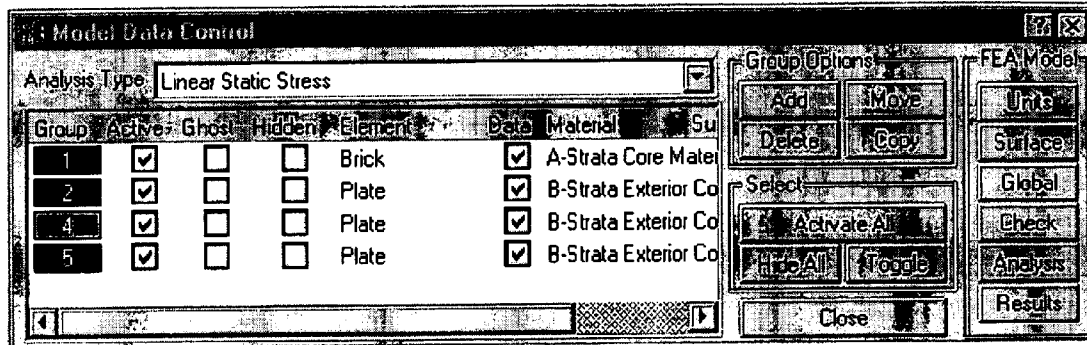 Model Data Control
Analysis Type Linear Static Stress
Group Active Ghost Hidden Element Data Material Su
1 Brick A-Strata Core Mater
2 Plate B-Strata Exterior Co
4 Plate B-Strata Exterior Co
5 Plate B-Strata Exterior Co
Group Options
Add Move
Delete Copy
Select
Activate All
Hide All Toggle
Close
FEA Model
Units
Surface
Global
Check
Analysis
Results